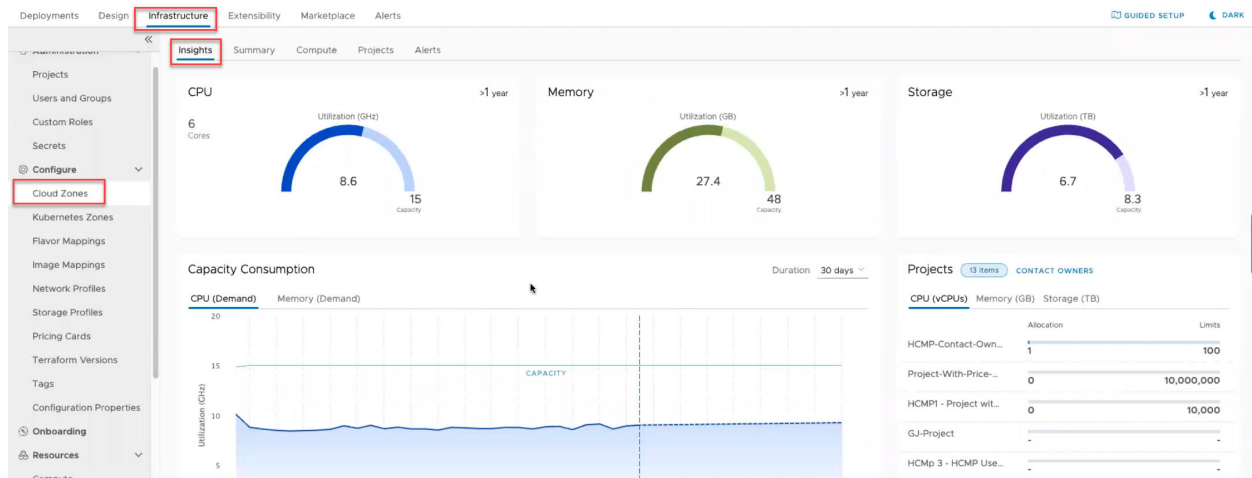 Deployments Design Infrastructure Extensibility Marketplace Alerts GUIDED SETUP DARK
Administration
Projects
Users and Groups
Custom Roles
Secrets
Configure
Cloud Zones
Kubernetes Zones
Flavor Mappings
Image Mappings
Network Profiles
Storage Profiles
Pricing Cards
Terraform Versions
Tags
Configuration Properties
Onboarding
Resources
Compute
Insights Summary Compute Projects Alerts
CPU >1 year
6
Cores
Utilization (GHz)
8.6
15
Capacity
Memory >1 year
Utilization (GB)
27.4
48
Capacity
Storage >1 year
Utilization (TB)
6.7
8.3
Capacity
Capacity Consumption Duration 30 days
CPU (Demand) Memory (Demand)
20
15
10
5
Utilization (GHz)
CAPACITY
Projects 13 items CONTACT OWNERS
CPU (vCPUs) Memory (GB) Storage (TB)
Allocation Limits
HCMP-Contact-Own... 1 100
Project-With-Price-... 0 10,000,000
HCMP1 - Project wit... 0 10,000
GJ-Project - -
HCMp 3 - HCMP Use... - -